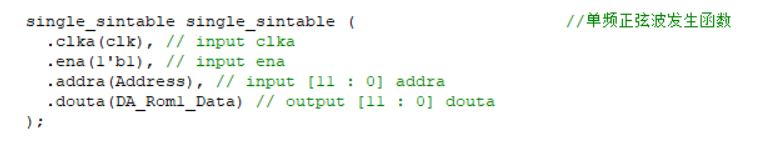 single_sintable single_sintable ( //单频正弦波发生函数
.clka(clk), // input clka
.ena(1'b1), // input ena
.addra(Address), // input [11 : 0] addra
.douta(DA_Rom1_Data) // output [11 : 0] douta
);